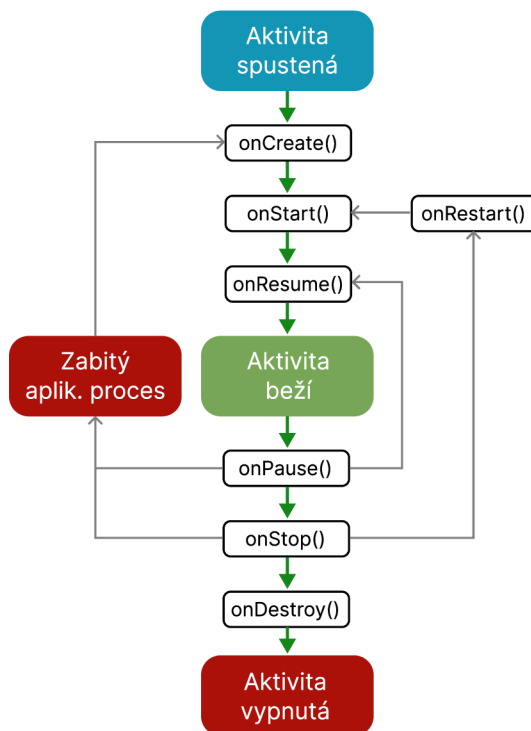 Aktivita
spustená
onCreate()
onStart()
onRestart()
onResume()
Zabitý
aplik. proces
Aktivita
beží
onPause()
onStop()
onDestroy()
Aktivita
vypnutá